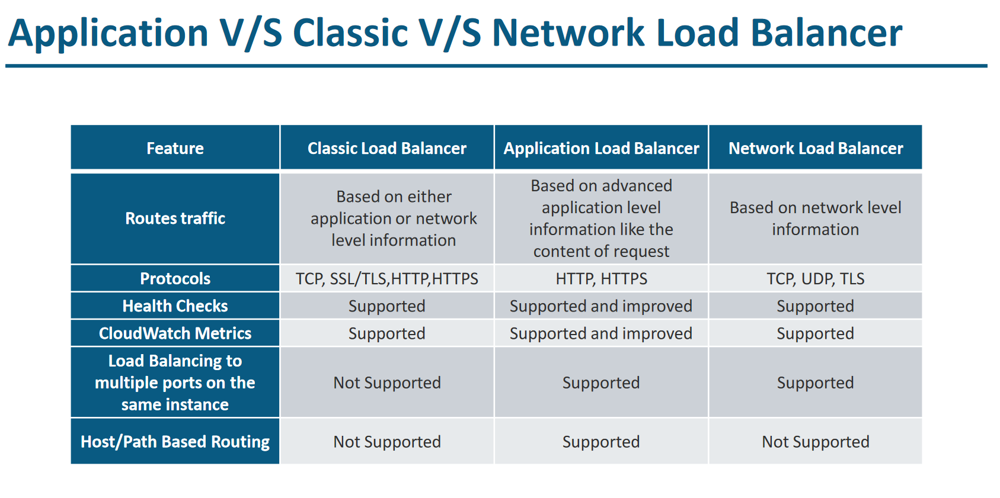 Application V/S Classic V/S Network Load Balancer
Feature
Classic Load Balancer
Application Load Balancer
Network Load Balancer
Routes traffic
Based on either
application or network
level information
Based on advanced
application level
information like the
content of request
Based on network level
information
Protocols
TCP, SSL/TLS,HTTP,HTTPS
HTTP, HTTPS
TCP, UDP, TLS
Health Checks
Supported
Supported and improved
Supported
CloudWatch Metrics
Supported
Supported and improved
Supported
Load Balancing to
multiple ports on the
same instance
Not Supported
Supported
Supported
Host/Path Based Routing
Not Supported
Supported
Not Supported